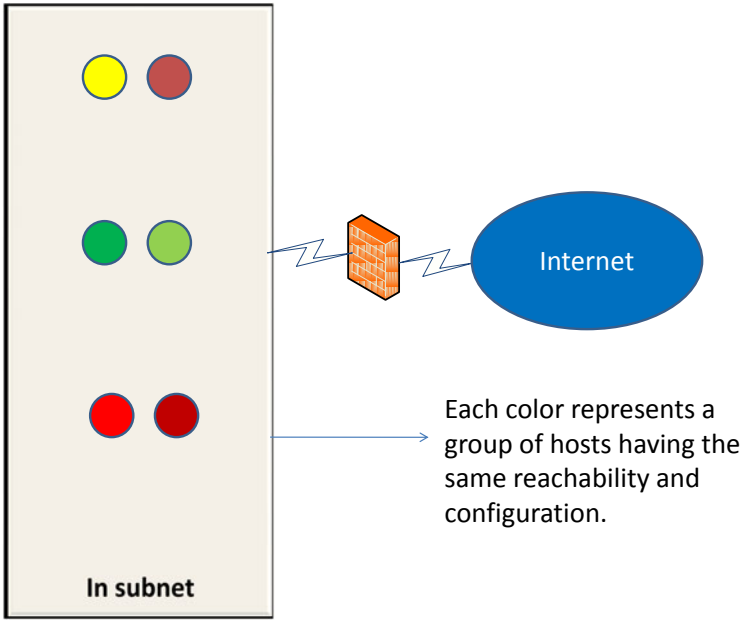 Internet
Each color represents a
group of hosts having the
same reachability and
configuration.
In subnet